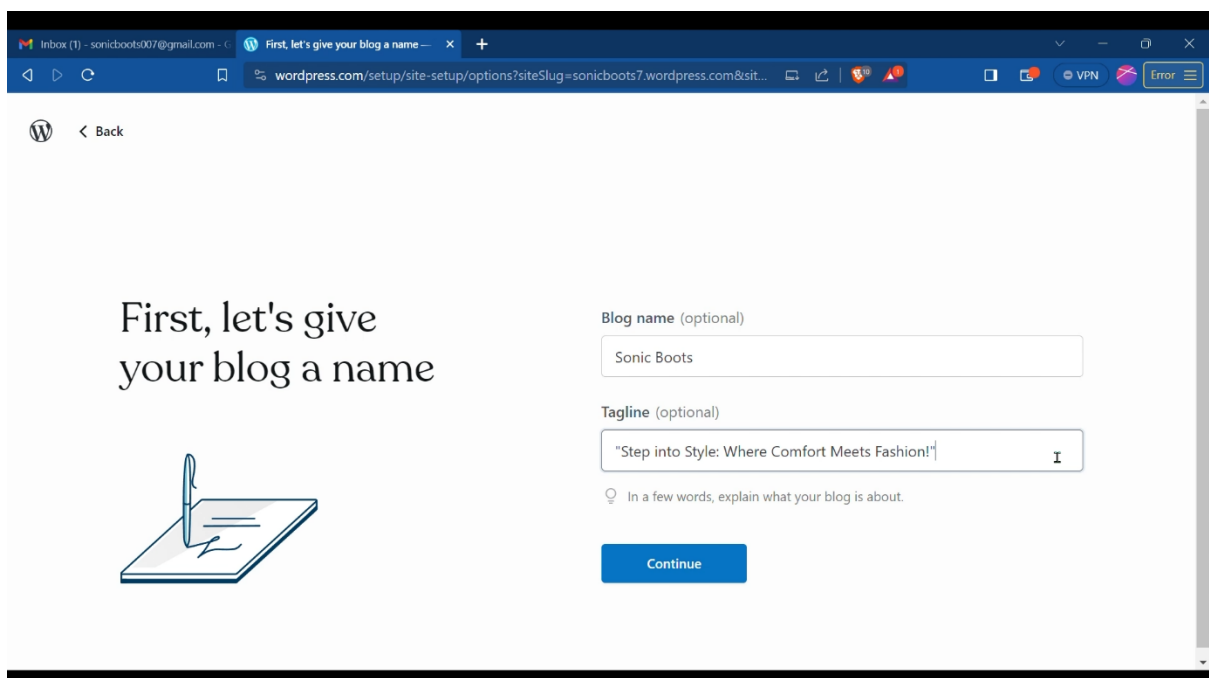 Inbox (1) - sonicboots007@gmail.com - G
First, let's give your blog a name —
wordpress.com/setup/site-setup/options?siteSlug=sonicboots7.wordpress.com&sit...
VPN
Error
Back
First, let's give
your blog a name
Blog name (optional)
Sonic Boots
Tagline (optional)
"Step into Style: Where Comfort Meets Fashion!"
In a few words, explain what your blog is about.
Continue